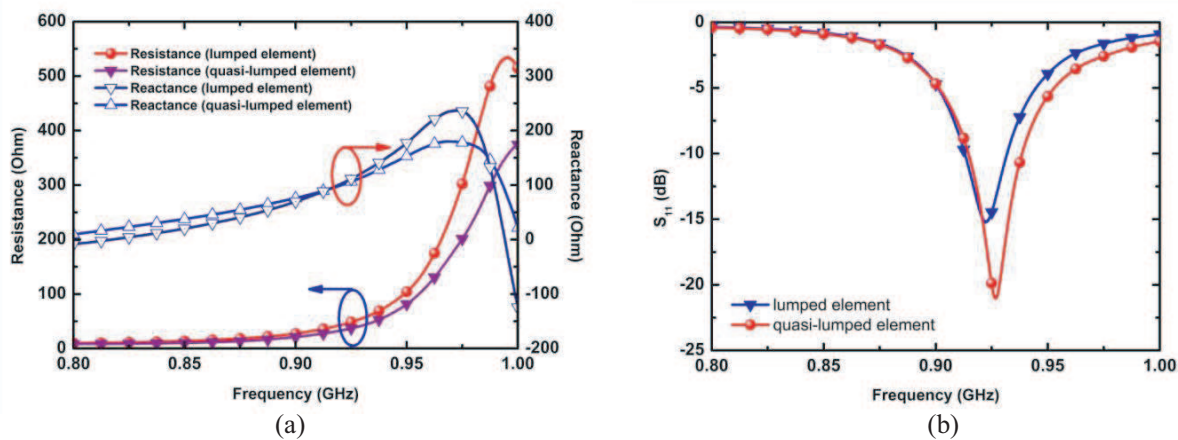 600
500
400
300
200
100
0
Resistance (Ohm)
400
300
200
100
0
-100
-200
Reactance (Ohm)
Resistance (lumped element)
Resistance (quasi-lumped element)
Reactance (lumped element)
Reactance (quasi-lumped element)
0.80 0.85 0.90 0.95 1.00
Frequency (GHz)
(a)
0
-5
-10
-15
-20
-25
S11 (dB)
lumped element
quasi-lumped element
0.80 0.85 0.90 0.95 1.00
Frequency (GHz)
(b)